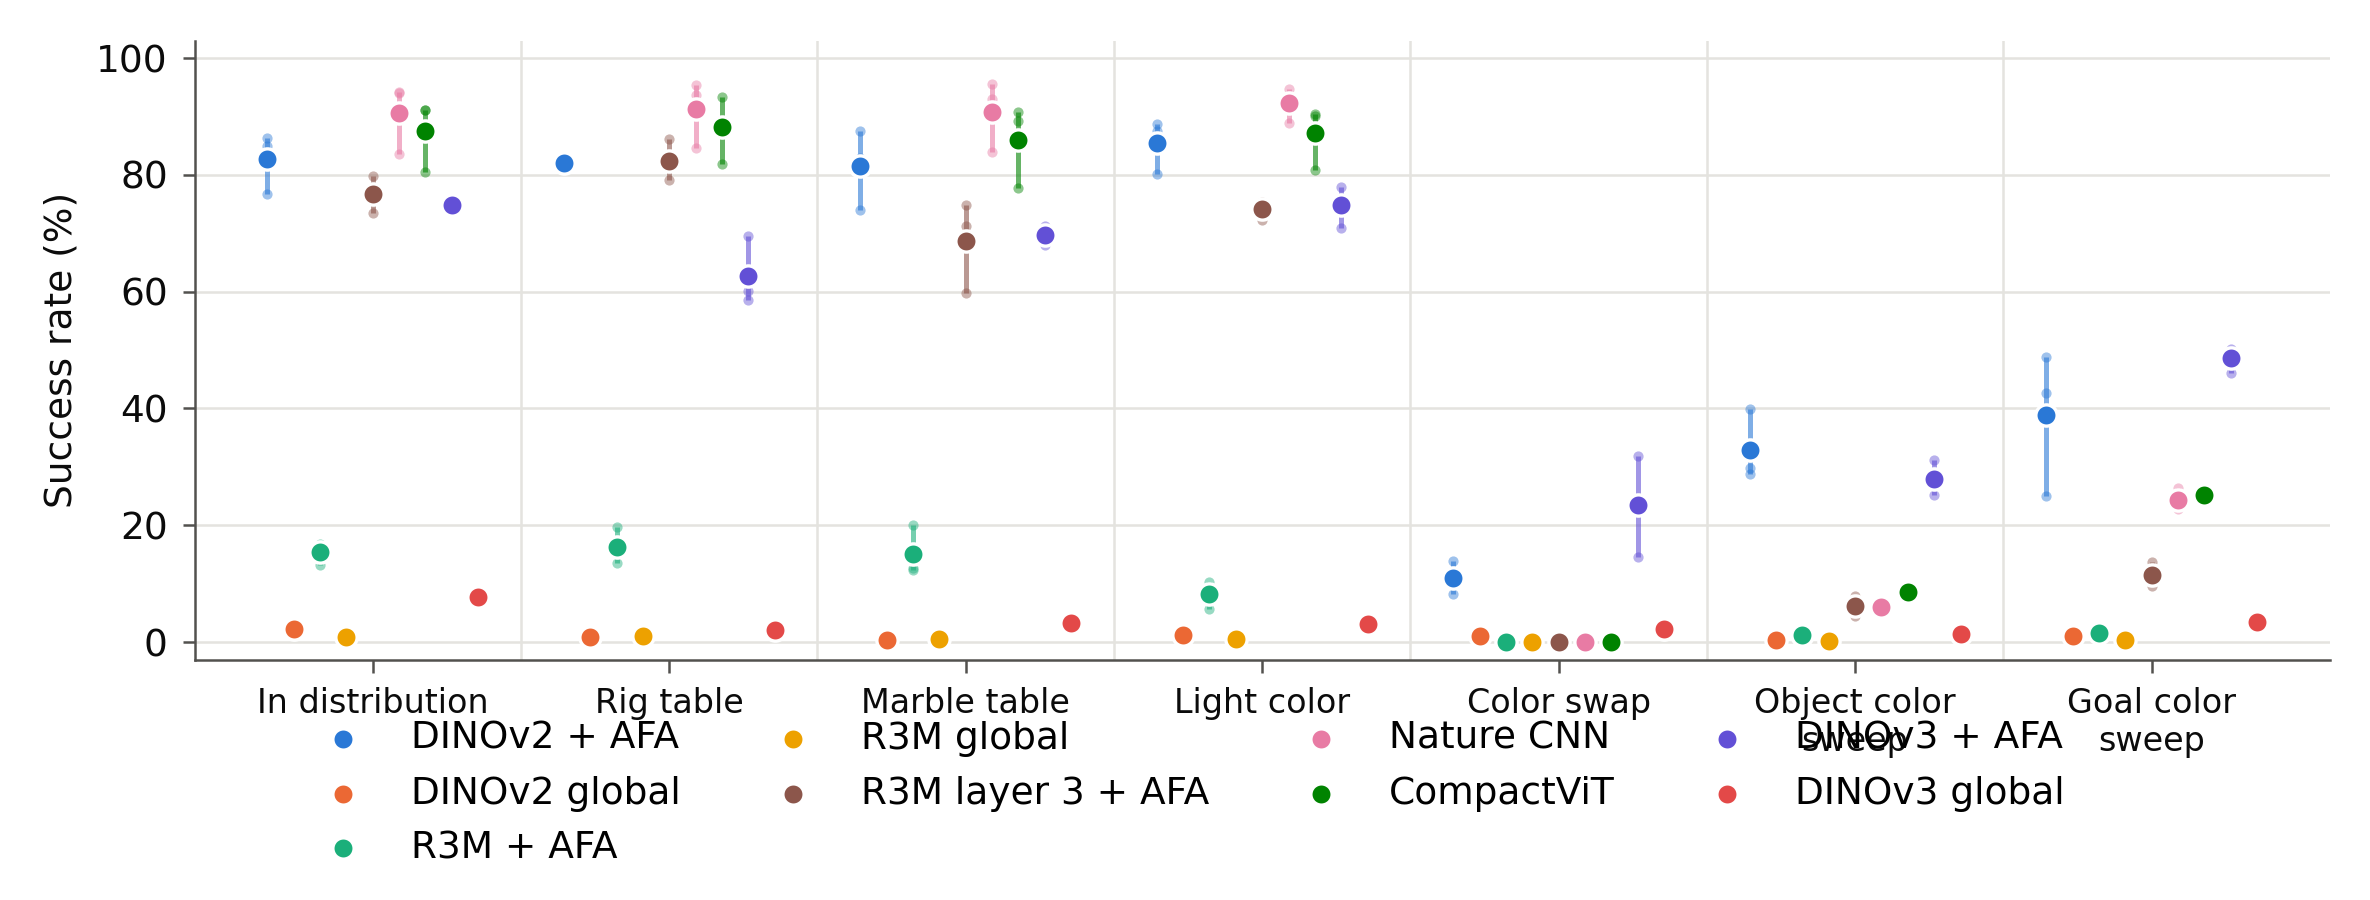 100
80
60
40
20
0
Success rate (%)
In distribution
Rig table
Marble table
Light color
Color swap
Object color
sweep
Goal color
sweep
DINOv2 + AFA
DINOv2 global
R3M + AFA
R3M global
R3M layer 3 + AFA
Nature CNN
CompactViT
DINOv3 + AFA
DINOv3 global